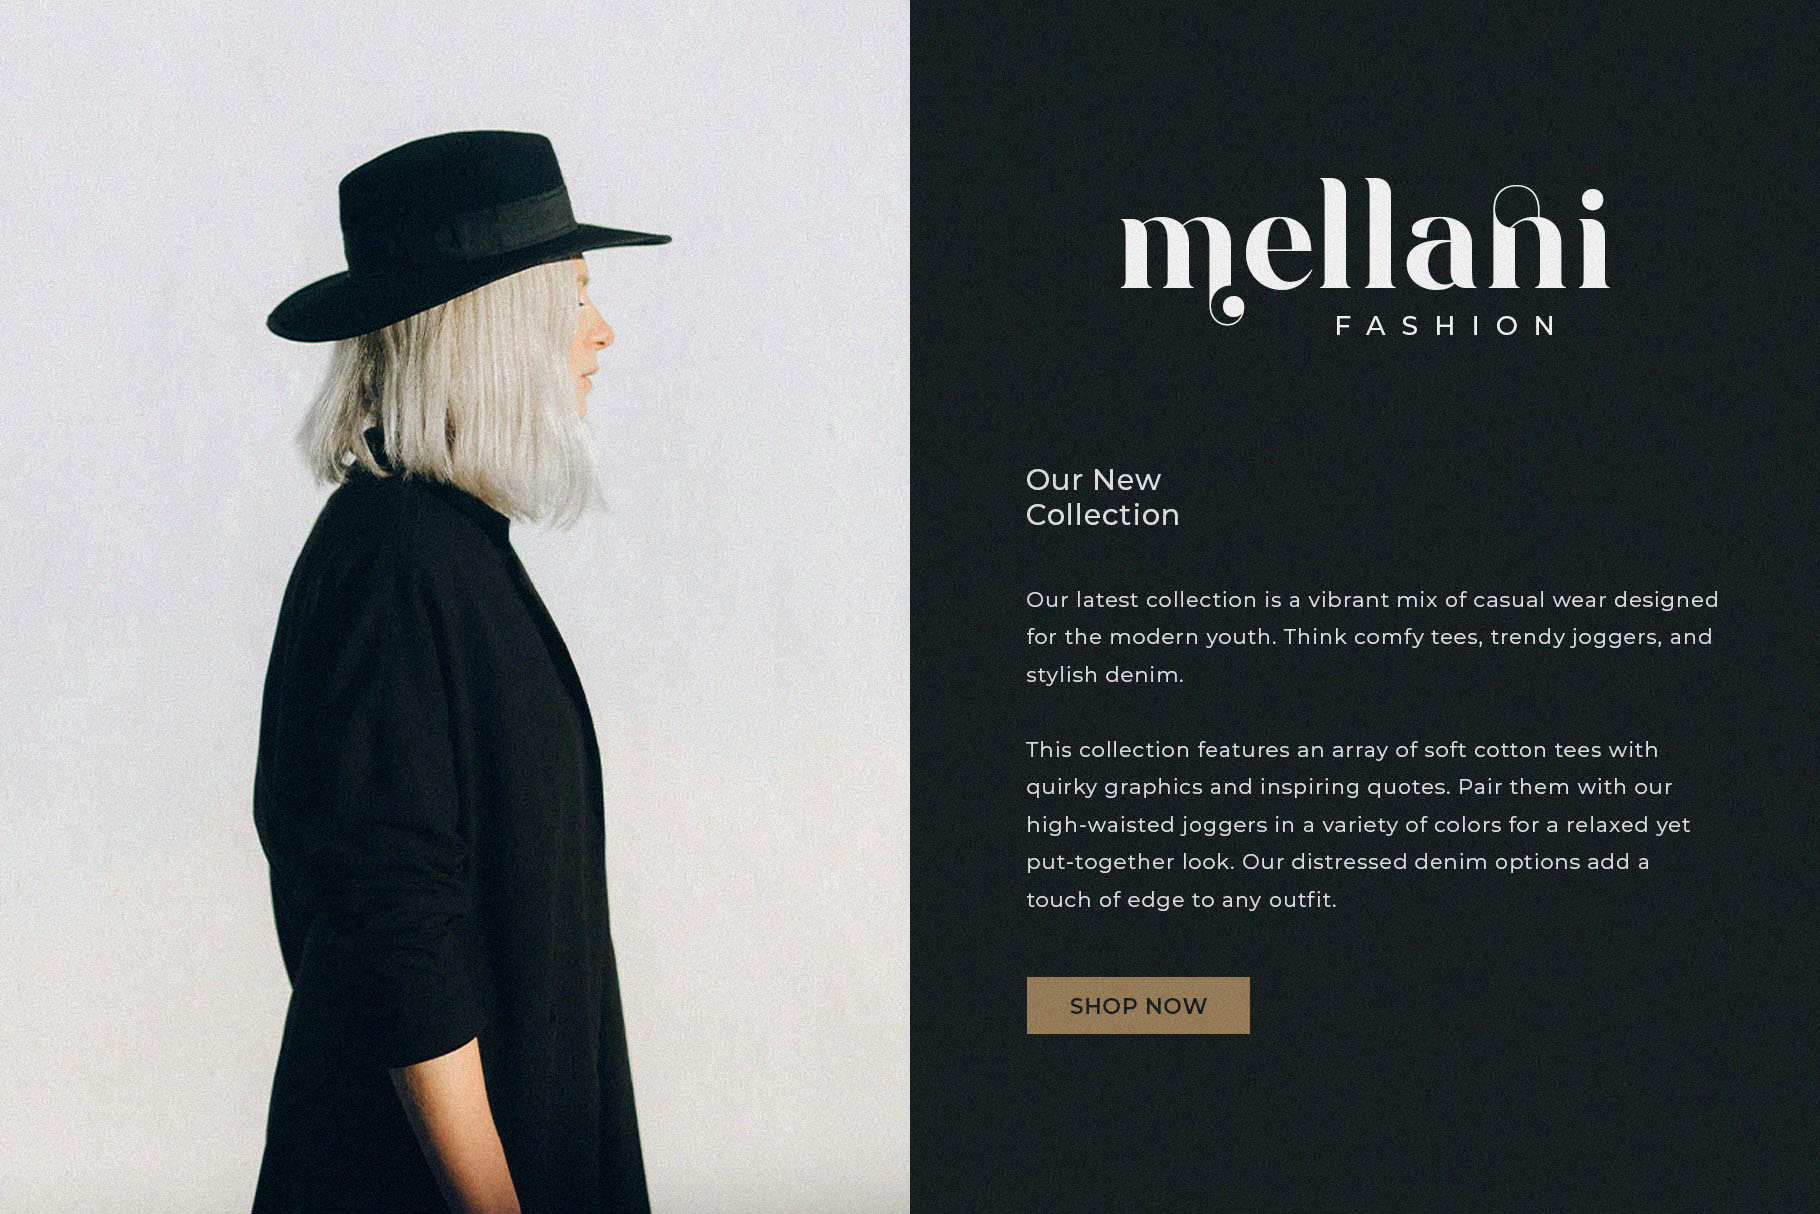 mellani
FASHION
Our New
Collection
Our latest collection is a vibrant mix of casual wear designed
for the modern youth. Think comfy tees, trendy joggers, and
stylish denim.
This collection features an array of soft cotton tees with
quirky graphics and inspiring quotes. Pair them with our
high-waisted joggers in a variety of colors for a relaxed yet
put-together look. Our distressed denim options add a
touch of edge to any outfit.
SHOP NOW